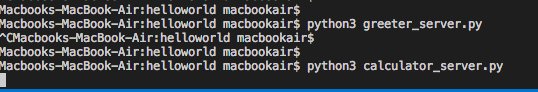 Macbooks-MacBook-Air:helloworld macbookair$
Macbooks-MacBook-Air:helloworld macbookair$ python3 greeter_server.py
^CMacbooks-MacBook-Air:helloworld macbookair$
Macbooks-MacBook-Air:helloworld macbookair$
Macbooks-MacBook-Air:helloworld macbookair$ python3 calculator_server.py